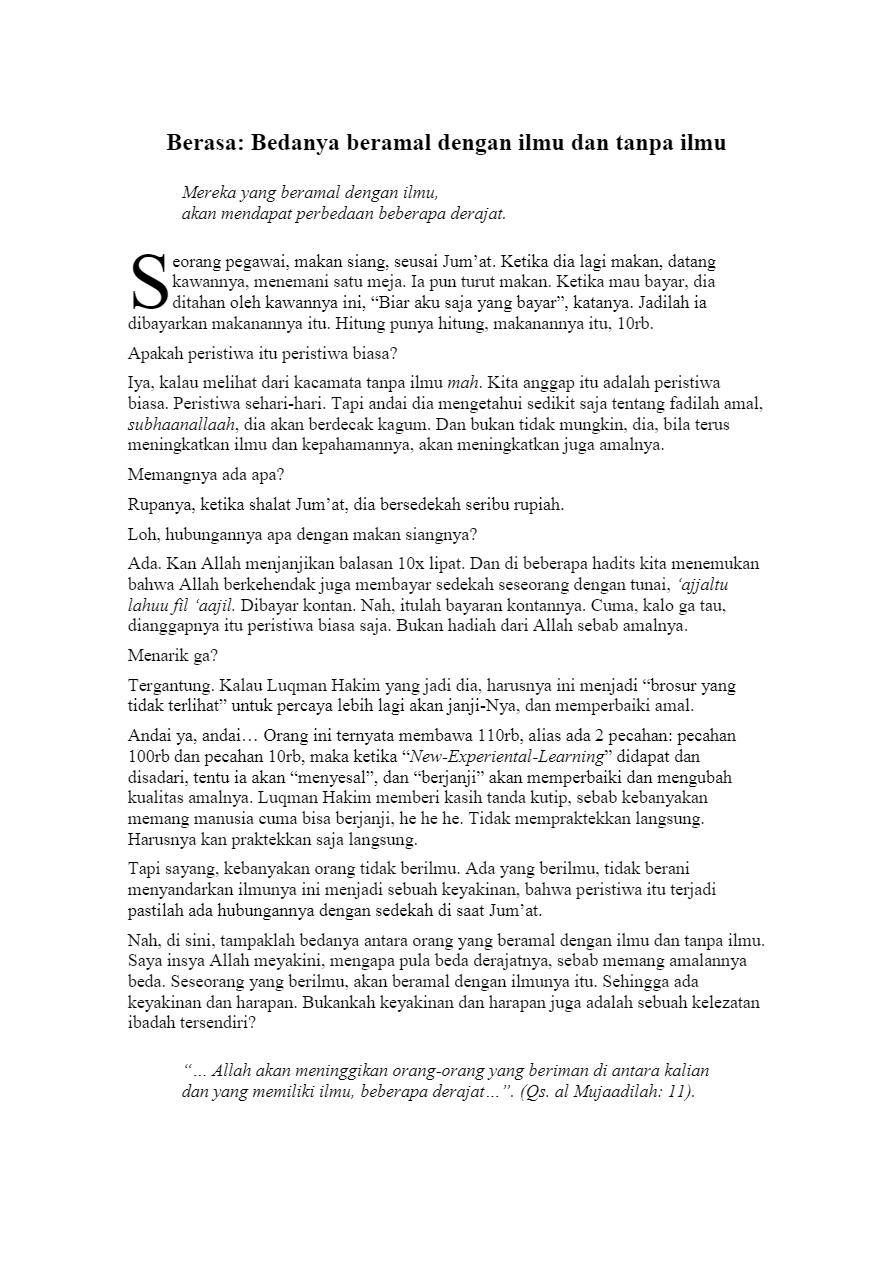 Berasa: Bedanya beramal dengan ilmu dan tanpa ilmu
Mereka yang beramal dengan ilmu,
akan mendapat perbedaan beberapa derajat.
Seorang pegawai, makan siang, seusai Jum’at. Ketika dia lagi makan, datang
kawannya, menemani satu meja. Ia pun turut makan. Ketika mau bayar, dia
ditahan oleh kawannya ini, “Biar aku saja yang bayar”, katanya. Jadilah ia
dibayarkan makanannya itu. Hitung punya hitung, makanannya itu, 10rb.
Apakah peristiwa itu peristiwa biasa?
Iya, kalau melihat dari kacamata tanpa ilmu mah. Kita anggap itu adalah peristiwa
biasa. Peristiwa sehari-hari. Tapi andai dia mengetahui sedikit saja tentang fadilah amal,
subhaanallaah, dia akan berdecak kagum. Dan bukan tidak mungkin, dia, bila terus
meningkatkan ilmu dan kepahamannya, akan meningkatkan juga amalnya.
Memangnya ada apa?
Rupanya, ketika shalat Jum’at, dia bersedekah seribu rupiah.
Loh, hubungannya apa dengan makan siangnya?
Ada. Kan Allah menjanjikan balasan 10x lipat. Dan di beberapa hadits kita menemukan
bahwa Allah berkehendak juga membayar sedekah seseorang dengan tunai, ‘ajjaltu
lahuu fil ‘aajil. Dibayar kontan. Nah, itulah bayaran kontannya. Cuma, kalo ga tau,
dianggapnya itu peristiwa biasa saja. Bukan hadiah dari Allah sebab amalnya.
Menarik ga?
Tergantung. Kalau Luqman Hakim yang jadi dia, harusnya ini menjadi “brosur yang
tidak terlihat” untuk percaya lebih lagi akan janji-Nya, dan memperbaiki amal.
Andai ya, andai… Orang ini ternyata membawa 110rb, alias ada 2 pecahan: pecahan
100rb dan pecahan 10rb, maka ketika “New-Experiental-Learning” didapat dan
disadari, tentu ia akan “menyesal”, dan “berjanji” akan memperbaiki dan mengubah
kualitas amalnya. Luqman Hakim memberi kasih tanda kutip, sebab kebanyakan
memang manusia cuma bisa berjanji, he he he. Tidak mempraktekkan langsung.
Harusnya kan praktekkan saja langsung.
Tapi sayang, kebanyakan orang tidak berilmu. Ada yang berilmu, tidak berani
menyandarkan ilmunya ini menjadi sebuah keyakinan, bahwa peristiwa itu terjadi
pastilah ada hubungannya dengan sedekah di saat Jum’at.
Nah, di sini, tampaklah bedanya antara orang yang beramal dengan ilmu dan tanpa ilmu.
Saya insya Allah meyakini, mengapa pula beda derajatnya, sebab memang amalannya
beda. Seseorang yang berilmu, akan beramal dengan ilmunya itu. Sehingga ada
keyakinan dan harapan. Bukankah keyakinan dan harapan juga adalah sebuah kelezatan
ibadah tersendiri?
“… Allah akan meninggikan orang-orang yang beriman di antara kalian
dan yang memiliki ilmu, beberapa derajat…”. (Qs. al Mujaadilah: 11).